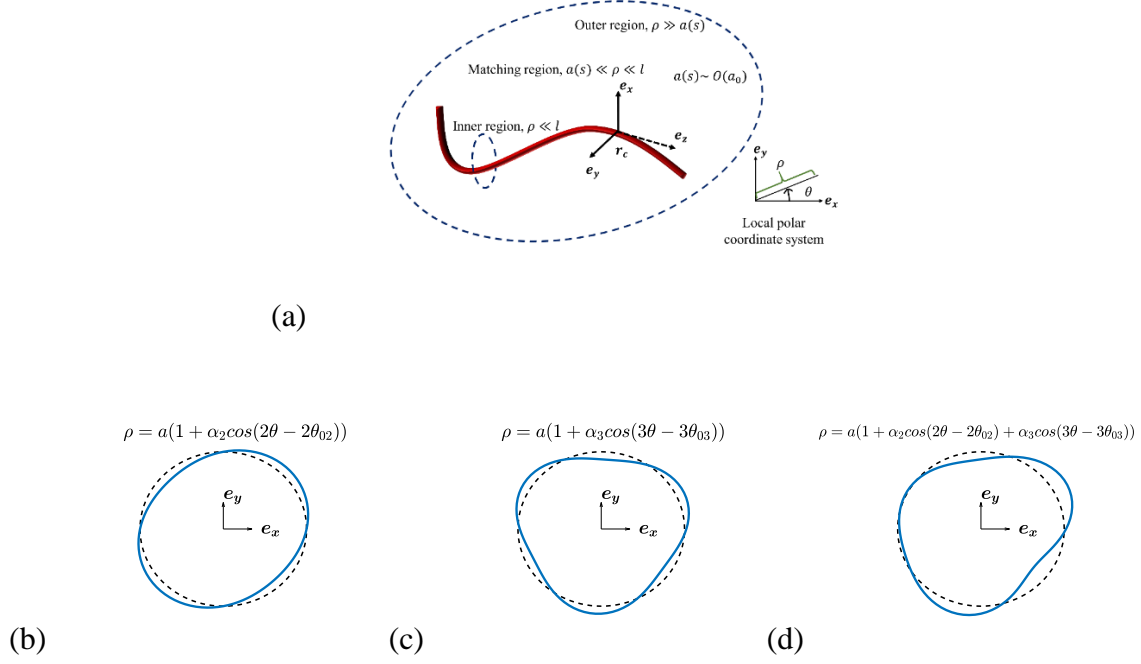 Outer region, ρ ≫ a(s)
Matching region, a(s) ≪ ρ ≪ l
a(s)~ O(a₀)
e_x
Inner region, ρ ≪ l
e_z
r_c
e_y
e_y
ρ
θ
e_x
Local polar
coordinate system
(a)
ρ = a(1 + α₂cos(2θ − 2θ₀₂))
ρ = a(1 + α₃cos(3θ − 3θ₀₃))
ρ = a(1 + α₂cos(2θ − 2θ₀₂) + α₃cos(3θ − 3θ₀₃))
e_y
e_x
e_y
e_x
e_y
e_x
(b)
(c)
(d)